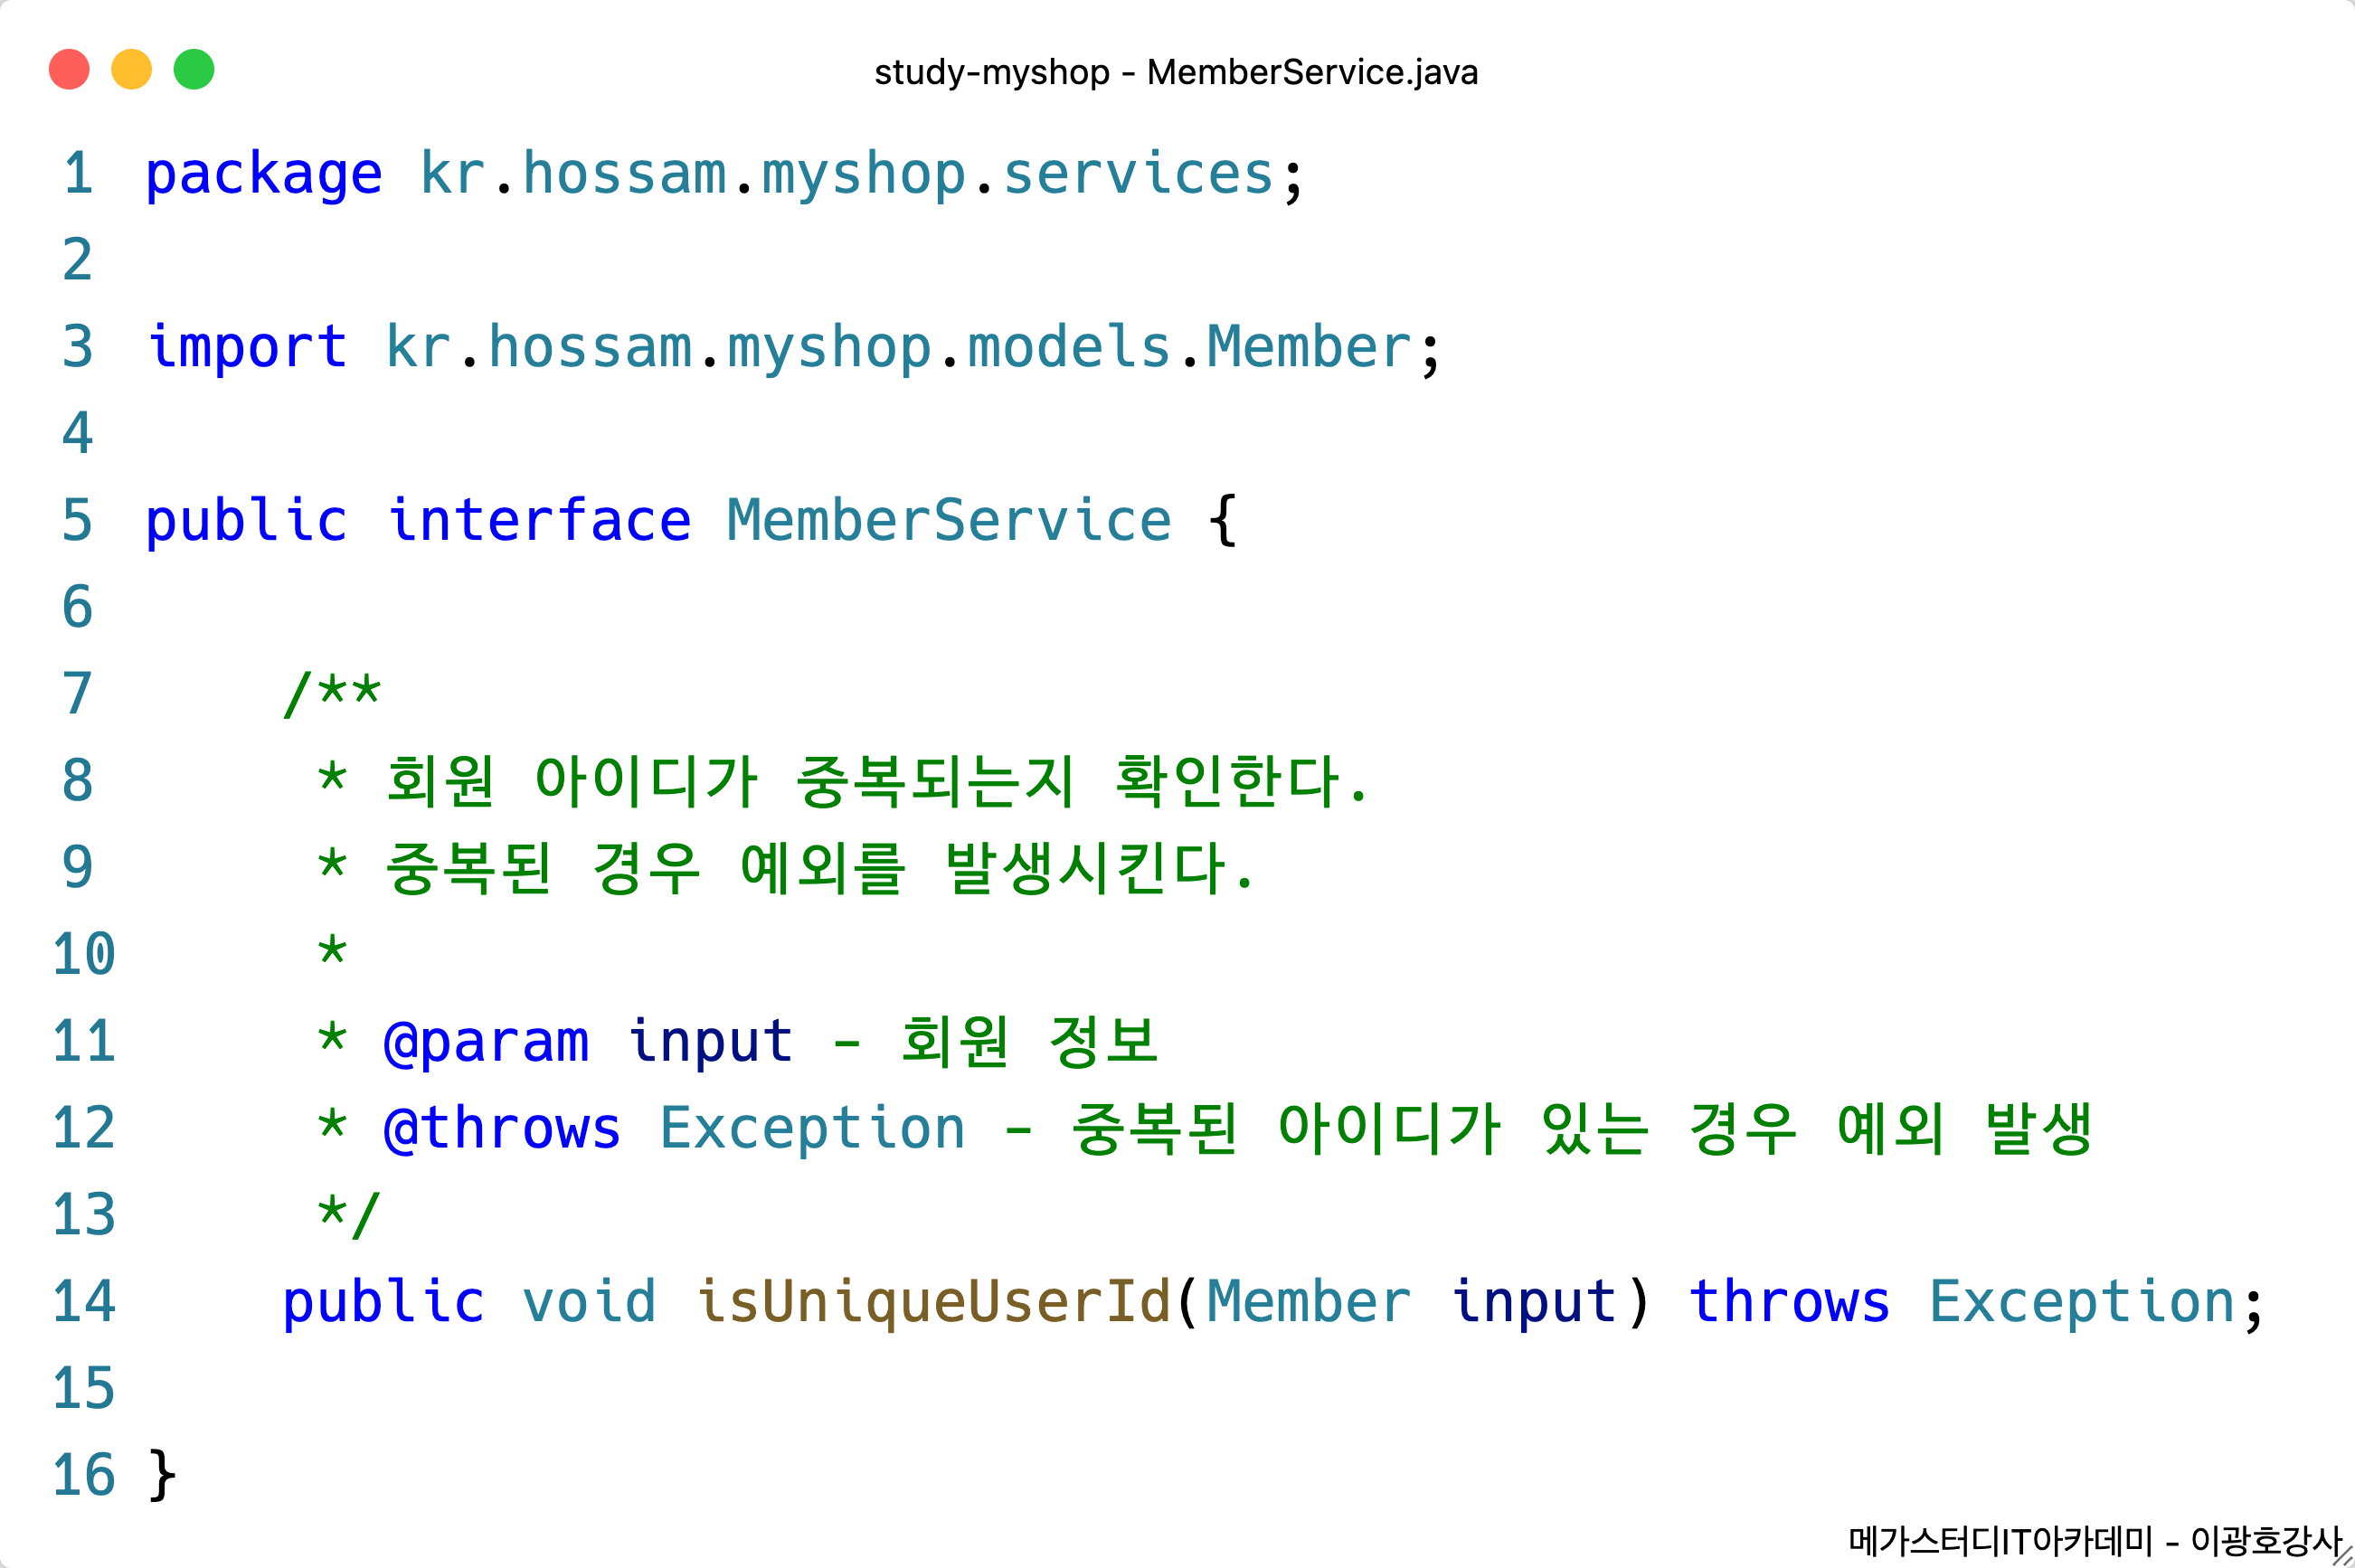 study-myshop - MemberService.java
1 package kr.hossam.myshop.services;
2
3 import kr.hossam.myshop.models.Member;
4
5 public interface MemberService {
6
7     /**
8      * 회원 아이디가 중복되는지 확인한다.
9      * 중복된 경우 예외를 발생시킨다.
10      *
11      * @param input - 회원 정보
12      * @throws Exception - 중복된 아이디가 있는 경우 예외 발생
13      */
14     public void isUniqueUserId(Member input) throws Exception;
15
16 }
메가스터디IT아카데미 - 이광호강사